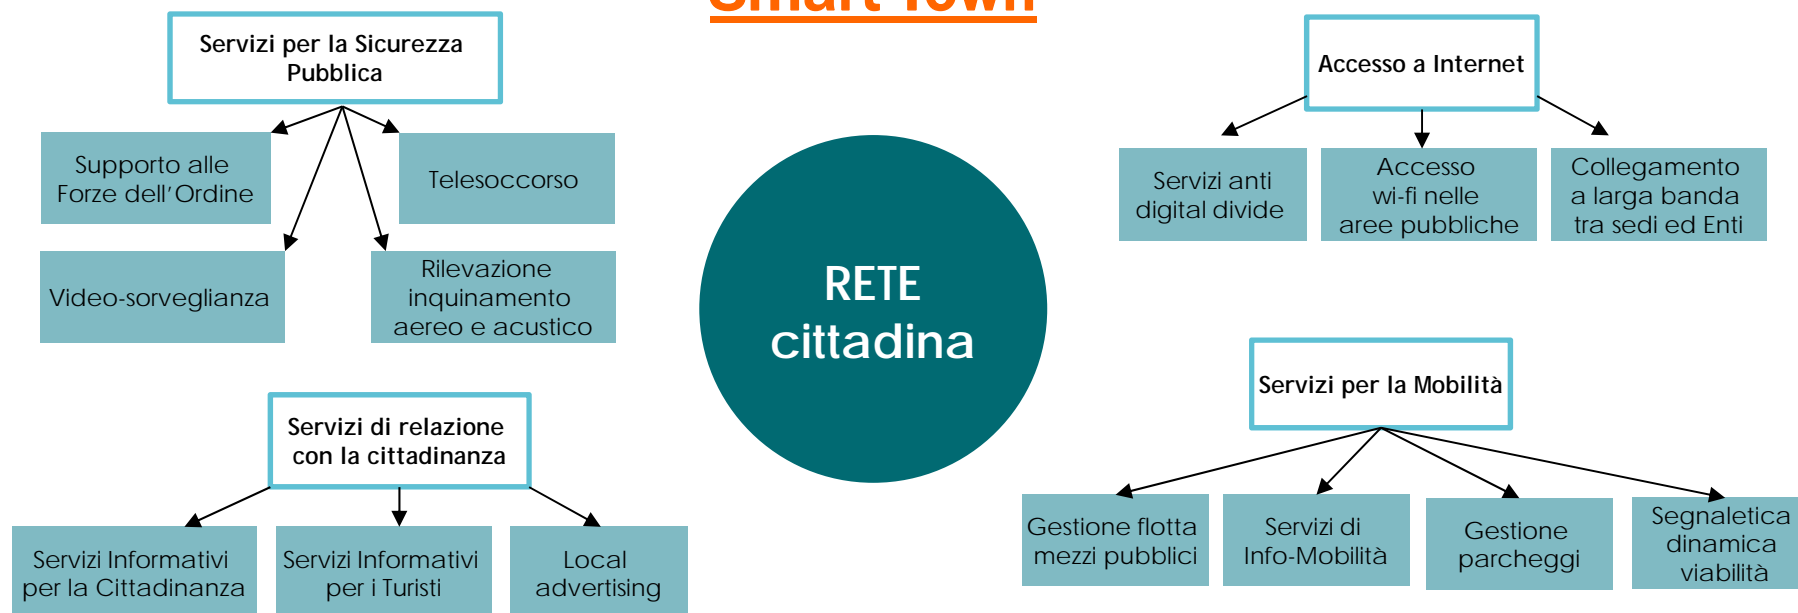 Smart Town
Servizi per la Sicurezza
Pubblica
Supporto alle
Forze dell’Ordine
Telesoccorso
Video-sorveglianza
Rilevazione
inquinamento
aereo e acustico
Accesso a Internet
Servizi anti
digital divide
Accesso
wi-fi nelle
aree pubbliche
Collegamento
a larga banda
tra sedi ed Enti
RETE
cittadina
Servizi di relazione
con la cittadinanza
Servizi Informativi
per la Cittadinanza
Servizi Informativi
per i Turisti
Local
advertising
Servizi per la Mobilità
Gestione flotta
mezzi pubblici
Servizi di
Info-Mobilità
Gestione
parcheggi
Segnaletica
dinamica
viabilità